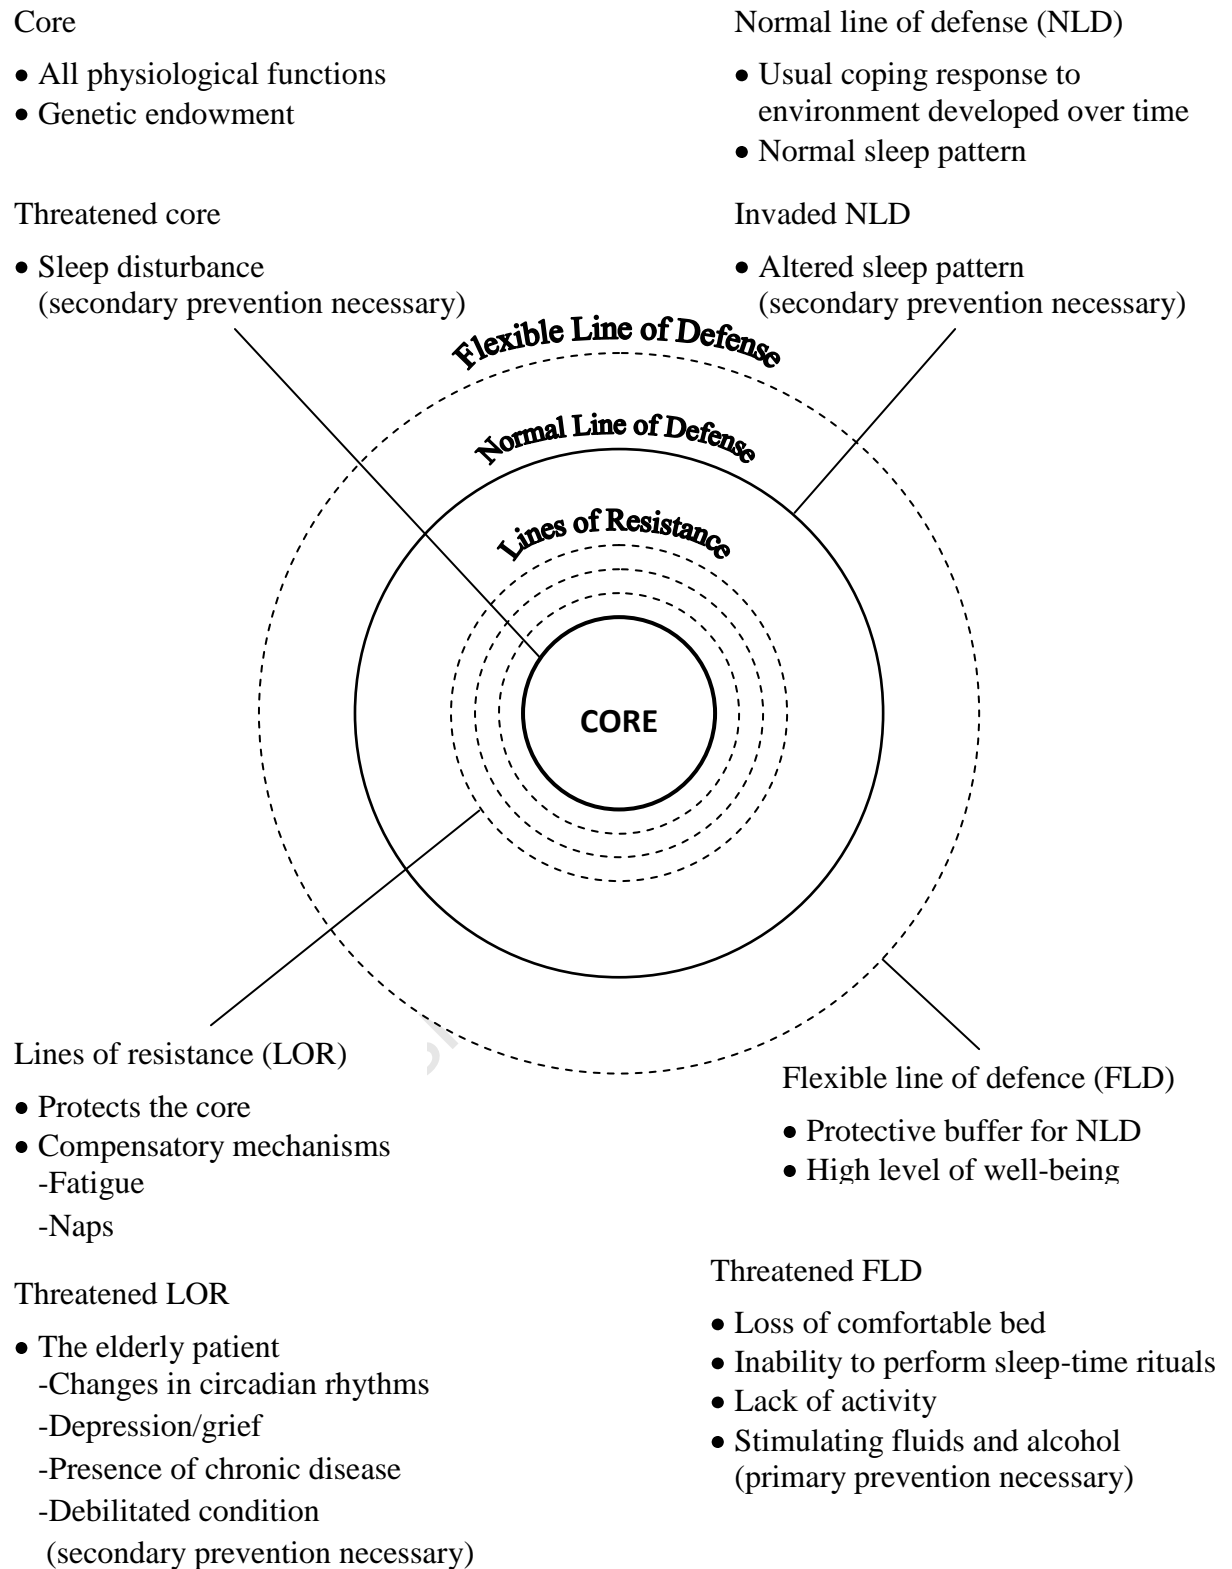 Core
• All physiological functions
• Genetic endowment
Normal line of defense (NLD)
• Usual coping response to
environment developed over time
• Normal sleep pattern
Threatened core
• Sleep disturbance
(secondary prevention necessary)
Invaded NLD
• Altered sleep pattern
(secondary prevention necessary)
Flexible Line of Defense
Normal Line of Defense
Lines of Resistance
CORE
Lines of resistance (LOR)
• Protects the core
• Compensatory mechanisms
-Fatigue
-Naps
Flexible line of defence (FLD)
• Protective buffer for NLD
• High level of well-being
Threatened LOR
• The elderly patient
-Changes in circadian rhythms
-Depression/grief
-Presence of chronic disease
-Debilitated condition
(secondary prevention necessary)
Threatened FLD
• Loss of comfortable bed
• Inability to perform sleep-time rituals
• Lack of activity
• Stimulating fluids and alcohol
(primary prevention necessary)